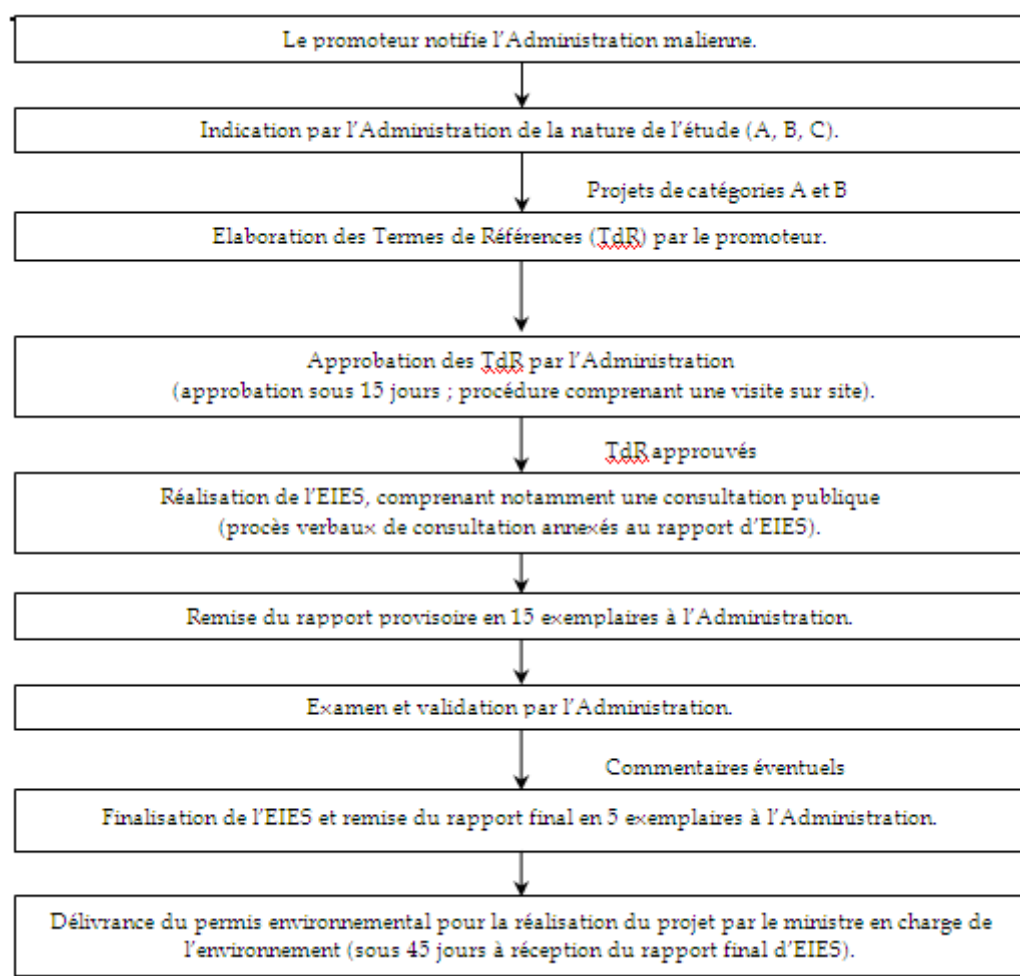 Le promoteur notifie l'Administration malienne.
Indication par l'Administration de la nature de l'étude (A, B, C).
Projets de catégories A et B
Elaboration des Termes de Références (TdR) par le promoteur.
Approbation des TdR par l'Administration
(approbation sous 15 jours ; procédure comprenant une visite sur site).
TdR approuvés
Réalisation de l'EIES, comprenant notamment une consultation publique
(procès verbaux de consultation annexés au rapport d'EIES).
Remise du rapport provisoire en 15 exemplaires à l'Administration.
Examen et validation par l'Administration.
Commentaires éventuels
Finalisation de l'EIES et remise du rapport final en 5 exemplaires à l'Administration.
Délivrance du permis environnemental pour la réalisation du projet par le ministre en charge de
l'environnement (sous 45 jours à réception du rapport final d'EIES).